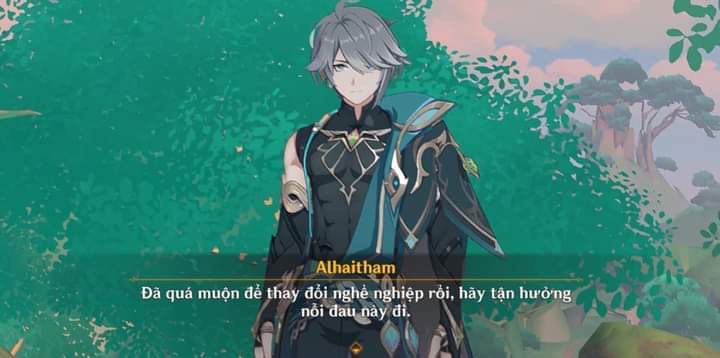 Alhaitham
Đã quá muộn để thay đổi nghề nghiệp rồi, hãy tận hưởng
nỗi đau này đi.